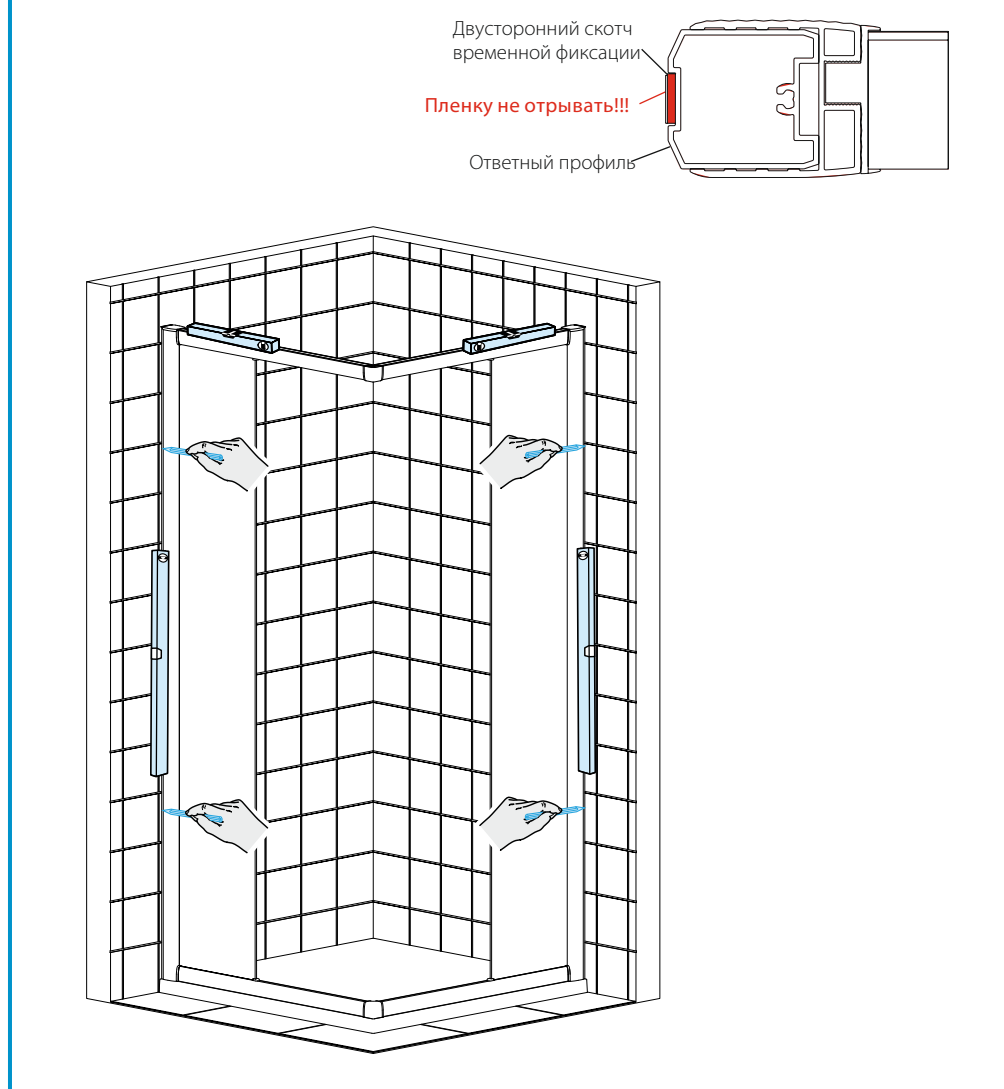 Двусторонний скотч
временной фиксации
Пленку не отрывать!!!
Ответный профиль